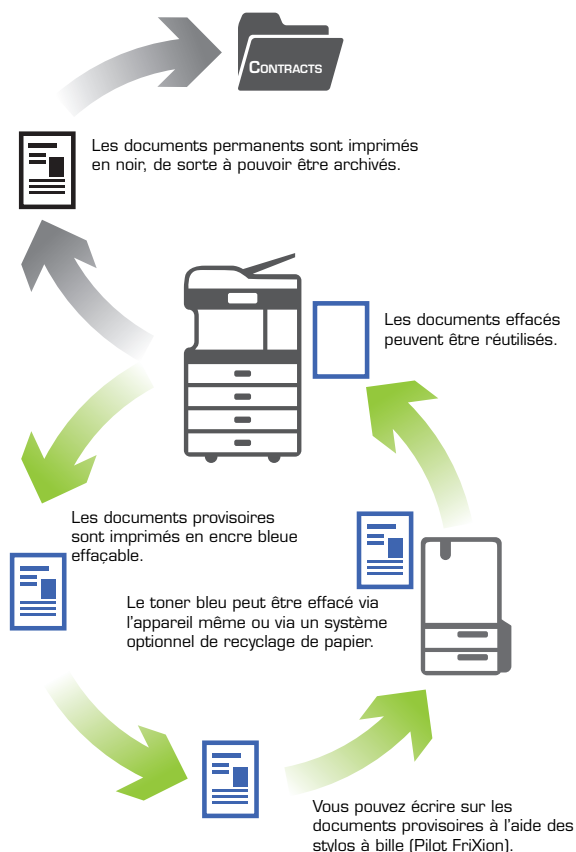 CONTRACTS
Les documents permanents sont imprimés
en noir, de sorte à pouvoir être archivés.
Les documents effacés
peuvent être réutilisés.
Les documents provisoires
sont imprimés en encre bleue
effaçable.
Le toner bleu peut être effacé via
l'appareil même ou via un système
optionnel de recyclage de papier.
Vous pouvez écrire sur les
documents provisoires à l'aide des
stylos à bille (Pilot FriXion).